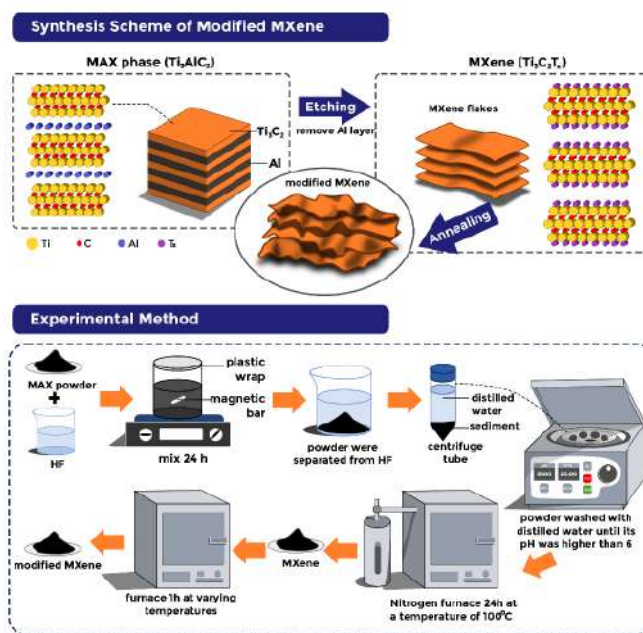 Synthesis Scheme of Modified MXene
MAX phase (Ti₃AlC₂)
MXene (Ti₃C₂Tₓ)
Etching
remove Al layer
MXene flakes
Ti₃C₂
Al
modified MXene
Annealing
Ti
C
Al
Tₓ
Experimental Method
MAX powder
+
HF
plastic
wrap
magnetic
bar
mix 24 h
powder were
separated from HF
distilled
water
sediment
centrifuge
tube
powder washed with
distilled water until its
pH was higher than 6
modified MXene
furnace 1h at varying
temperatures
MXene
Nitrogen furnace 24h at
a temperature of 100⁰C